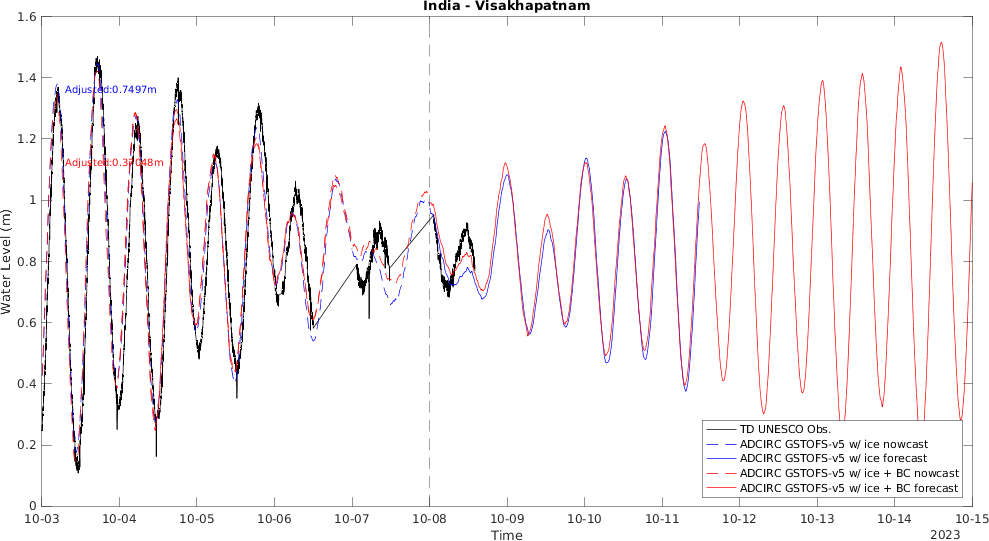 India - Visakhapatnam
1.6
1.4
1.2
1
0.8
0.6
0.4
0.2
0
Water Level (m)
Adjusted:0.7497m
Adjusted:0.37048m
TD UNESCO Obs.
ADCIRC GSTOFS-v5 w/ ice nowcast
ADCIRC GSTOFS-v5 w/ ice forecast
ADCIRC GSTOFS-v5 w/ ice + BC nowcast
ADCIRC GSTOFS-v5 w/ ice + BC forecast
10-03 10-04 10-05 10-06 10-07 10-08 10-09 10-10 10-11 10-12 10-13 10-14 10-15
Time
2023